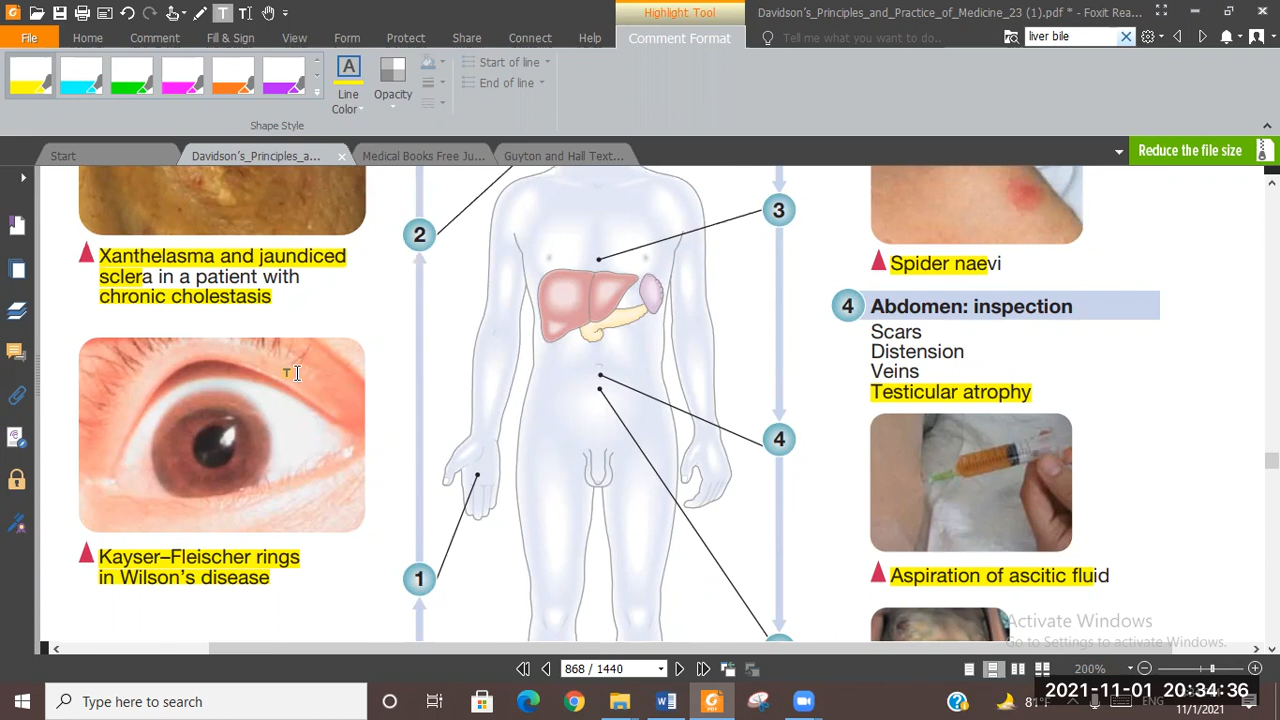 Highlight Tool
Davidson's_Principles_and_Practice_of_Medicine_23 (1).pdf * - Foxit Rea...
File
Home
Comment
Fill & Sign
View
Form
Protect
Share
Connect
Help
Comment Format
Tell me what you want to do..
liver bile
Line
Color
Opacity
Start of line
End of line
Shape Style
Start
Davidson's_Principles_a...
Medical Books Free Ju...
Guyton and Hall Text...
Reduce the file size
2
3
Xanthelasma and jaundiced
sclera in a patient with
chronic cholestasis
Spider naevi
4 Abdomen: inspection
Scars
Distension
Veins
Testicular atrophy
4
Kayser–Fleischer rings
in Wilson's disease
1
Aspiration of ascitic fluid
Activate Windows
Go to Settings to activate Windows.
868 / 1440
200%
Type here to search
81°F
2021-11-01 20:34:36
11/1/2021